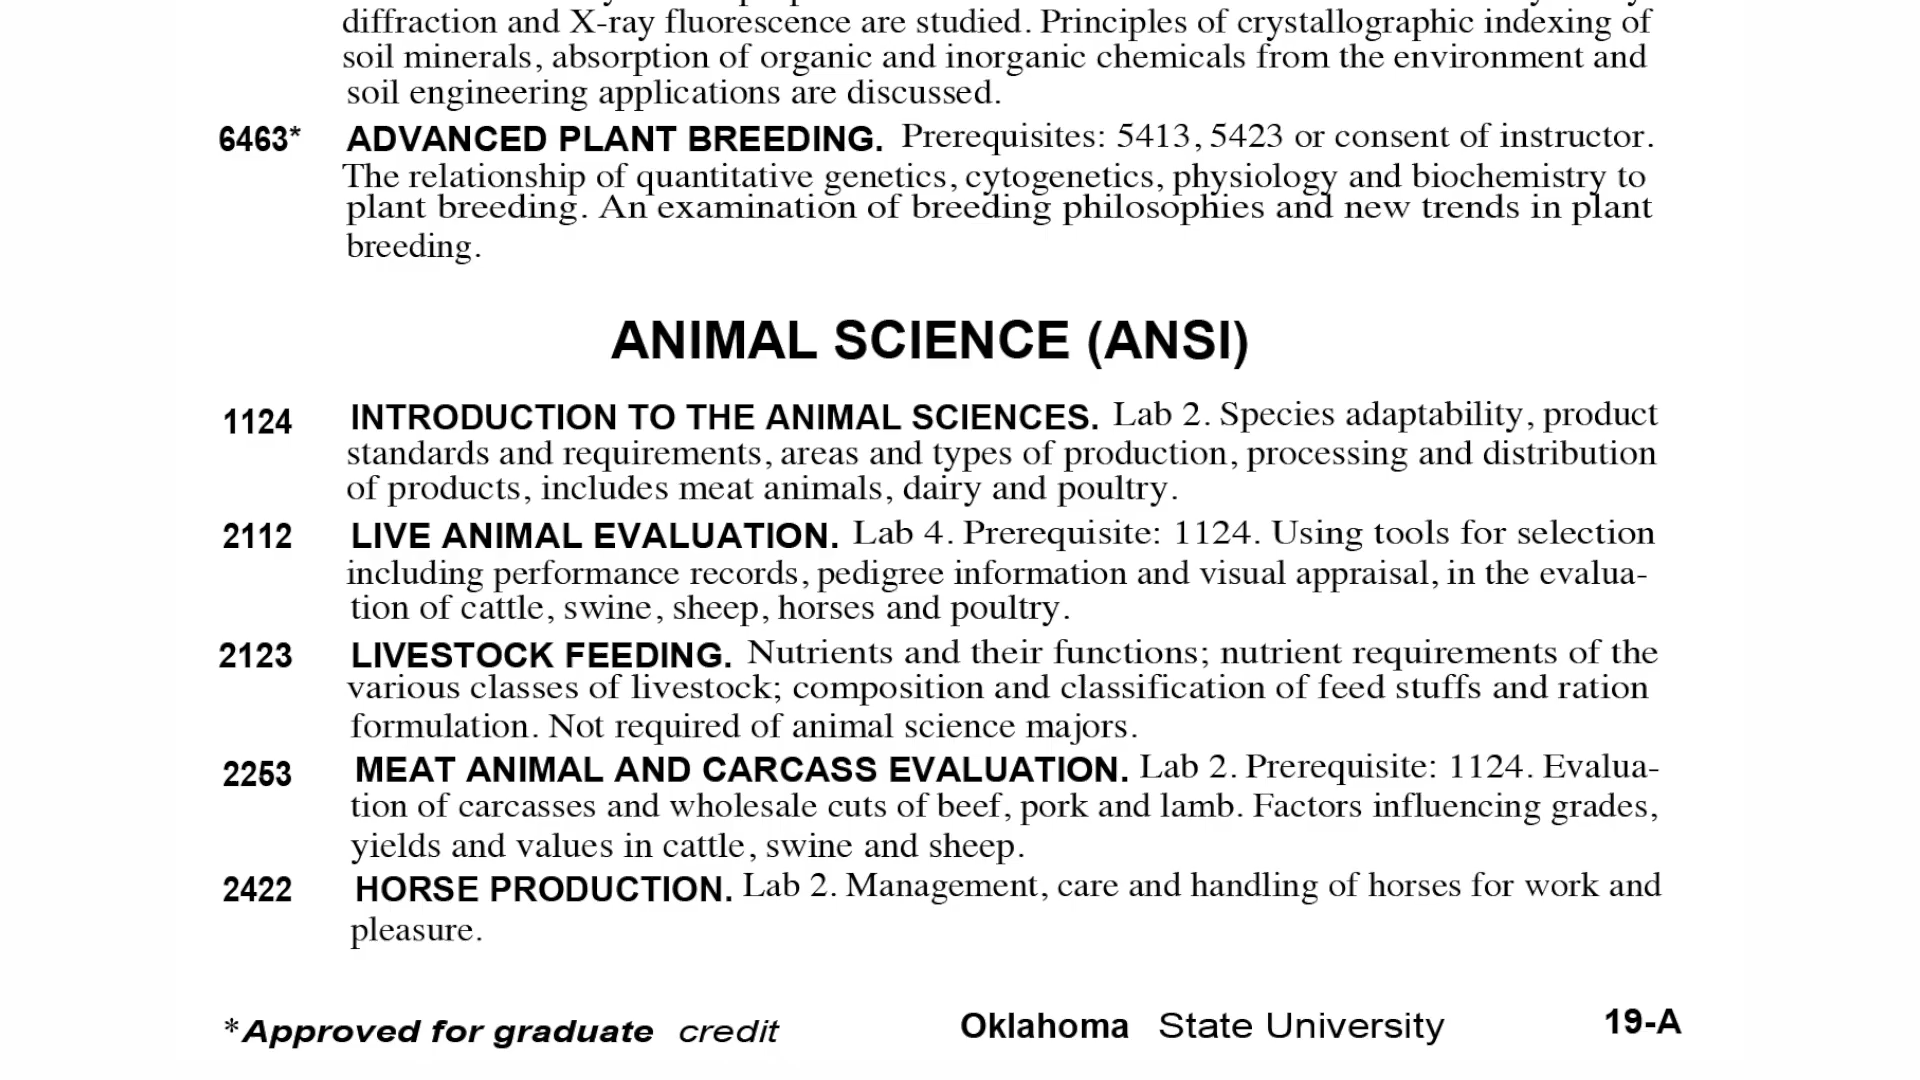 diffraction and X-ray fluorescence are studied. Principles of crystallographic indexing of
soil minerals, absorption of organic and inorganic chemicals from the environment and
soil engineering applications are discussed.
6463* ADVANCED PLANT BREEDING. Prerequisites: 5413, 5423 or consent of instructor.
The relationship of quantitative genetics, cytogenetics, physiology and biochemistry to
plant breeding. An examination of breeding philosophies and new trends in plant
breeding.
ANIMAL SCIENCE (ANSI)
1124 INTRODUCTION TO THE ANIMAL SCIENCES. Lab 2. Species adaptability, product
standards and requirements, areas and types of production, processing and distribution
of products, includes meat animals, dairy and poultry.
2112 LIVE ANIMAL EVALUATION. Lab 4. Prerequisite: 1124. Using tools for selection
including performance records, pedigree information and visual appraisal, in the evalua-
tion of cattle, swine, sheep, horses and poultry.
2123 LIVESTOCK FEEDING. Nutrients and their functions; nutrient requirements of the
various classes of livestock; composition and classification of feed stuffs and ration
formulation. Not required of animal science majors.
2253 MEAT ANIMAL AND CARCASS EVALUATION. Lab 2. Prerequisite: 1124. Evalua-
tion of carcasses and wholesale cuts of beef, pork and lamb. Factors influencing grades,
yields and values in cattle, swine and sheep.
2422 HORSE PRODUCTION. Lab 2. Management, care and handling of horses for work and
pleasure.
*Approved for graduate credit Oklahoma State University 19-A